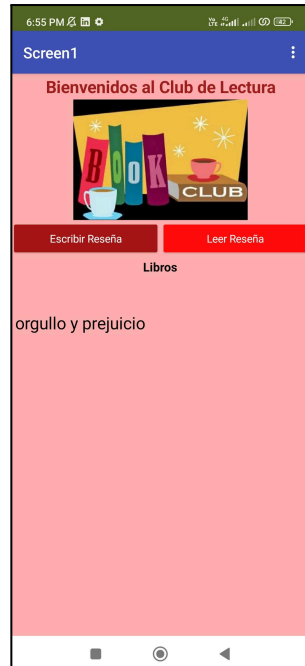 6:55 PM
Screen1
Bienvenidos al Club de Lectura
BOOK
CLUB
Escribir Reseña
Leer Reseña
Libros
orgullo y prejuicio